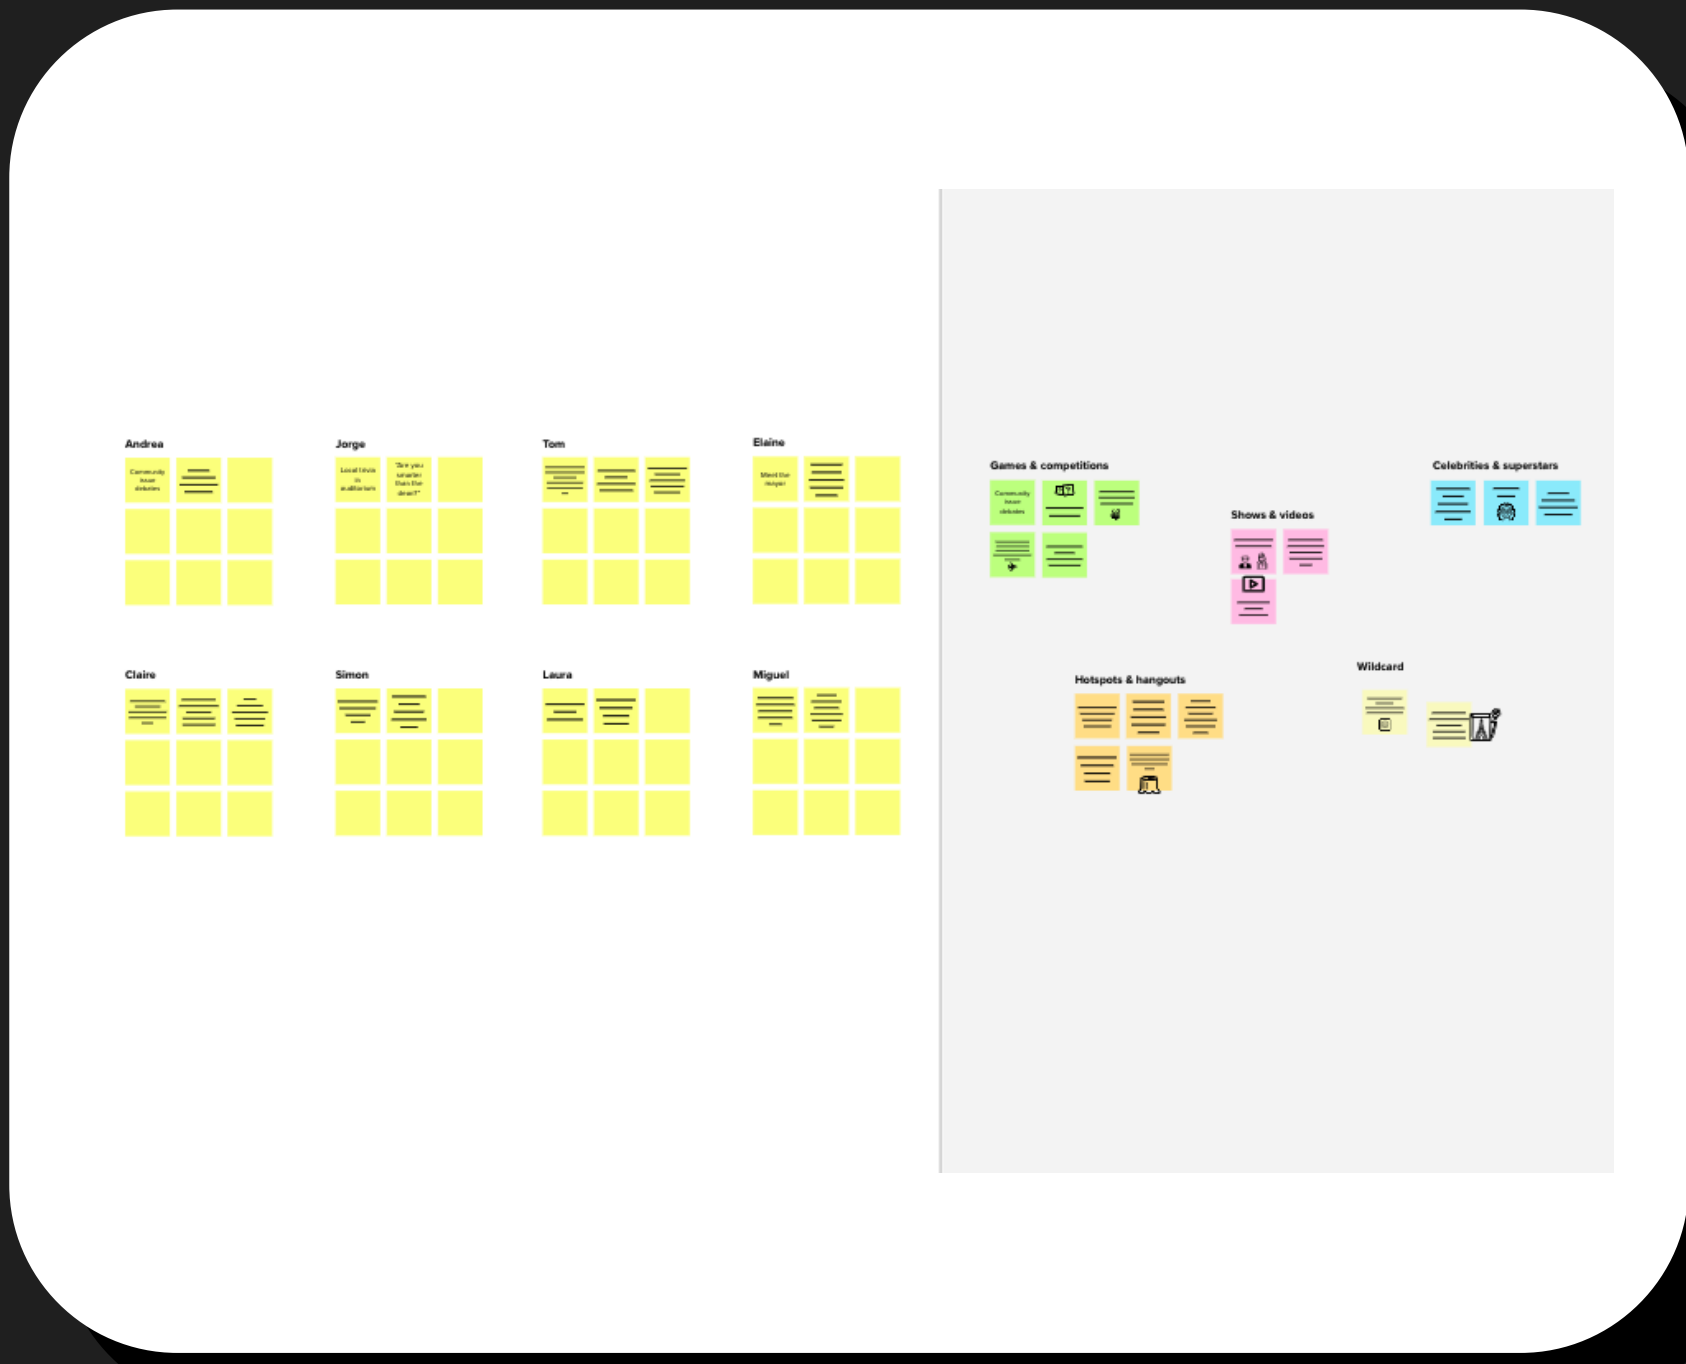 Andrea
Community
issue
debates
Jorge
Local trivia
in
auditorium
"Are you
smarter
than the
dean?"
Tom
Elaine
Meet the
mayor
Claire
Simon
Laura
Miguel
Games & competitions
Community
issue
debates
Shows & videos
Celebrities & superstars
Hotspots & hangouts
Wildcard